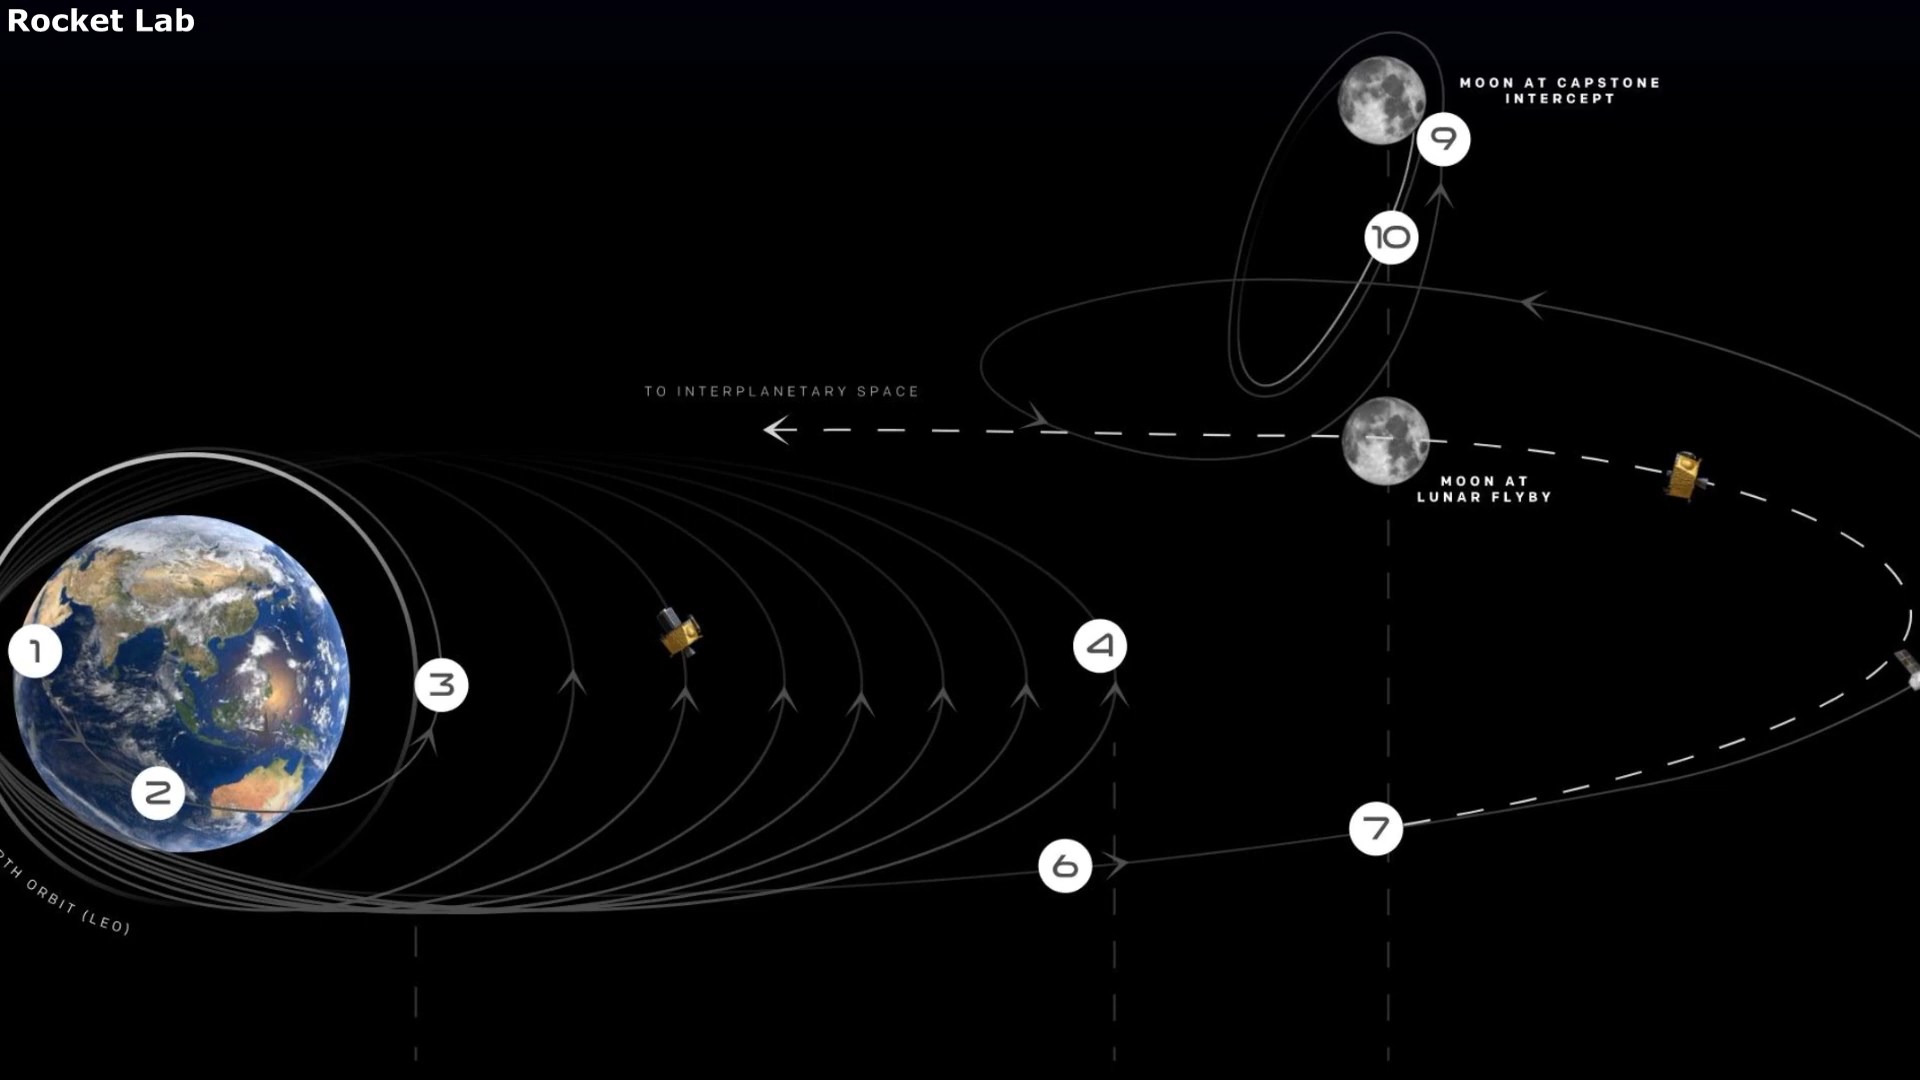 Rocket Lab
MOON AT CAPSTONE
INTERCEPT
9
10
TO INTERPLANETARY SPACE
MOON AT
LUNAR FLYBY
1
4
3
2
7
6
ORBIT (LEO)